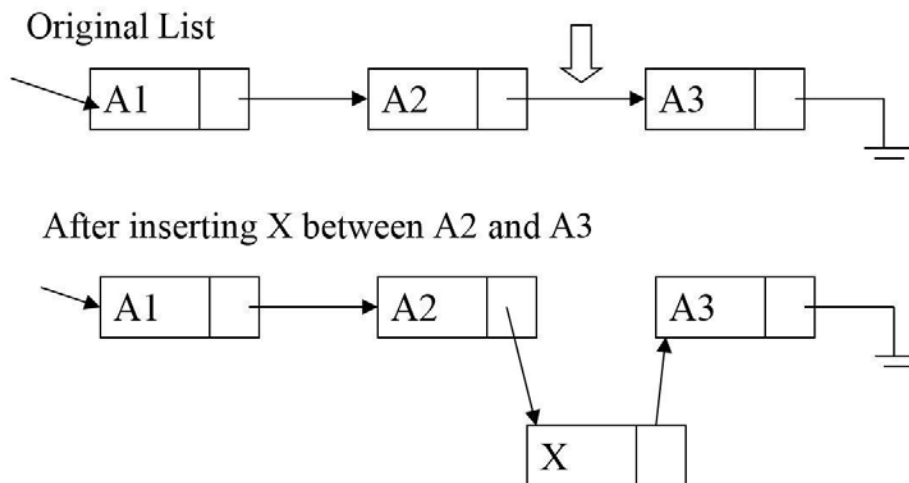 Original List
A1 A2 A3
After inserting X between A2 and A3
A1 A2 A3
X